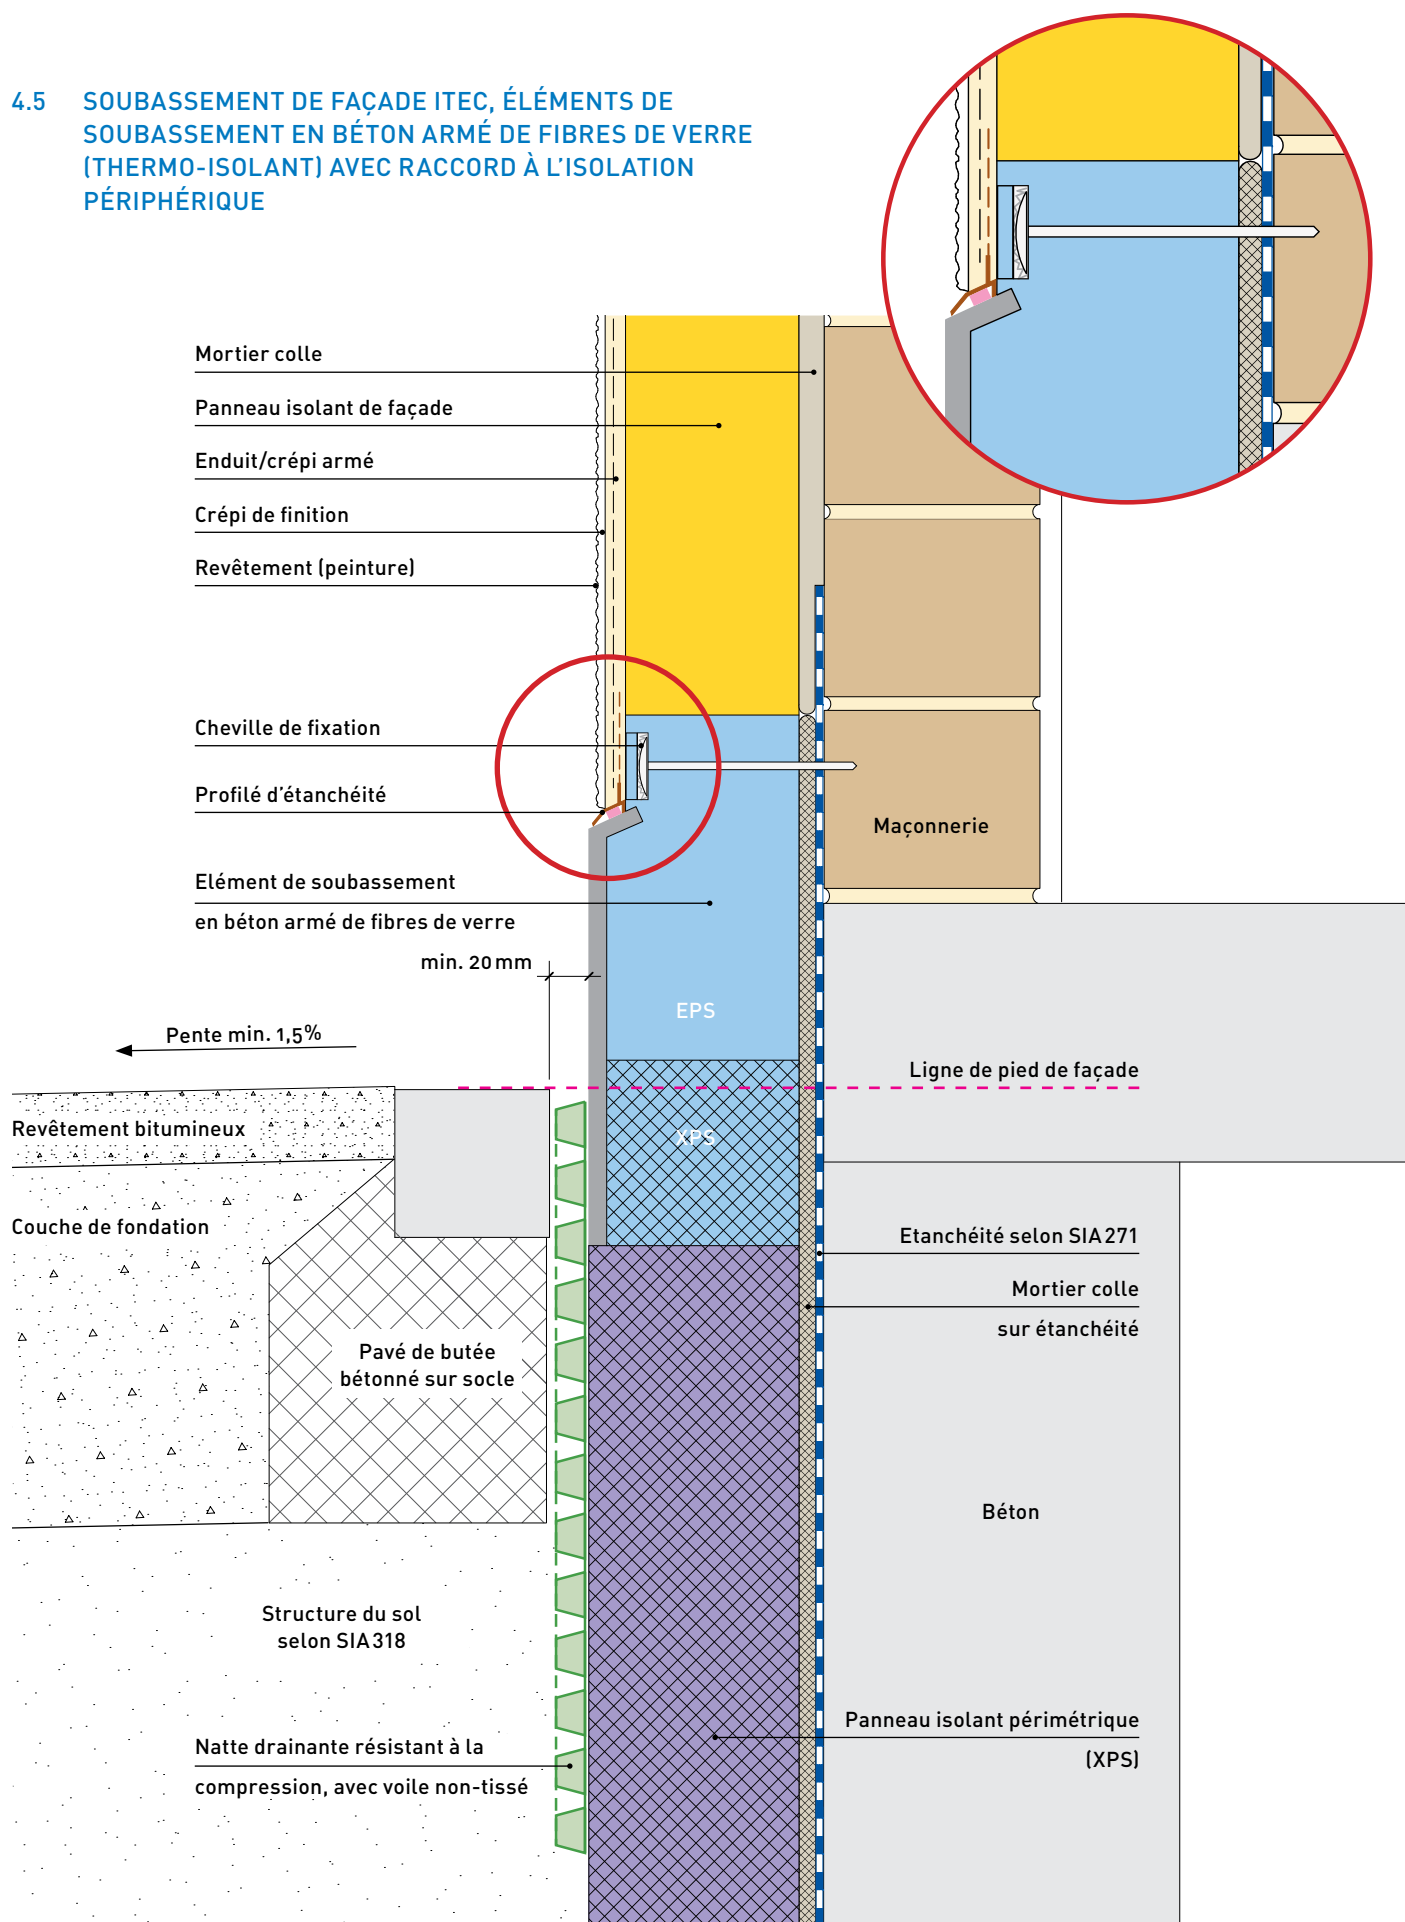 4.5 SOUBASSEMENT DE FAÇADE ITEC, ÉLÉMENTS DE
SOUBASSEMENT EN BÉTON ARMÉ DE FIBRES DE VERRE
(THERMO-ISOLANT) AVEC RACCORD À L’ISOLATION
PÉRIPHÉRIQUE
Mortier colle
Panneau isolant de façade
Enduit/crépi armé
Crépi de finition
Revêtement (peinture)
Cheville de fixation
Profilé d’étanchéité
Maçonnerie
Elément de soubassement
en béton armé de fibres de verre
min. 20 mm
EPS
Pente min. 1,5%
Ligne de pied de façade
Revêtement bitumineux
XPS
Couche de fondation
Etanchéité selon SIA 271
Mortier colle
sur étanchéité
Pavé de butée
bétonné sur socle
Béton
Structure du sol
selon SIA 318
Panneau isolant périmétrique
(XPS)
Natte drainante résistant à la
compression, avec voile non-tissé